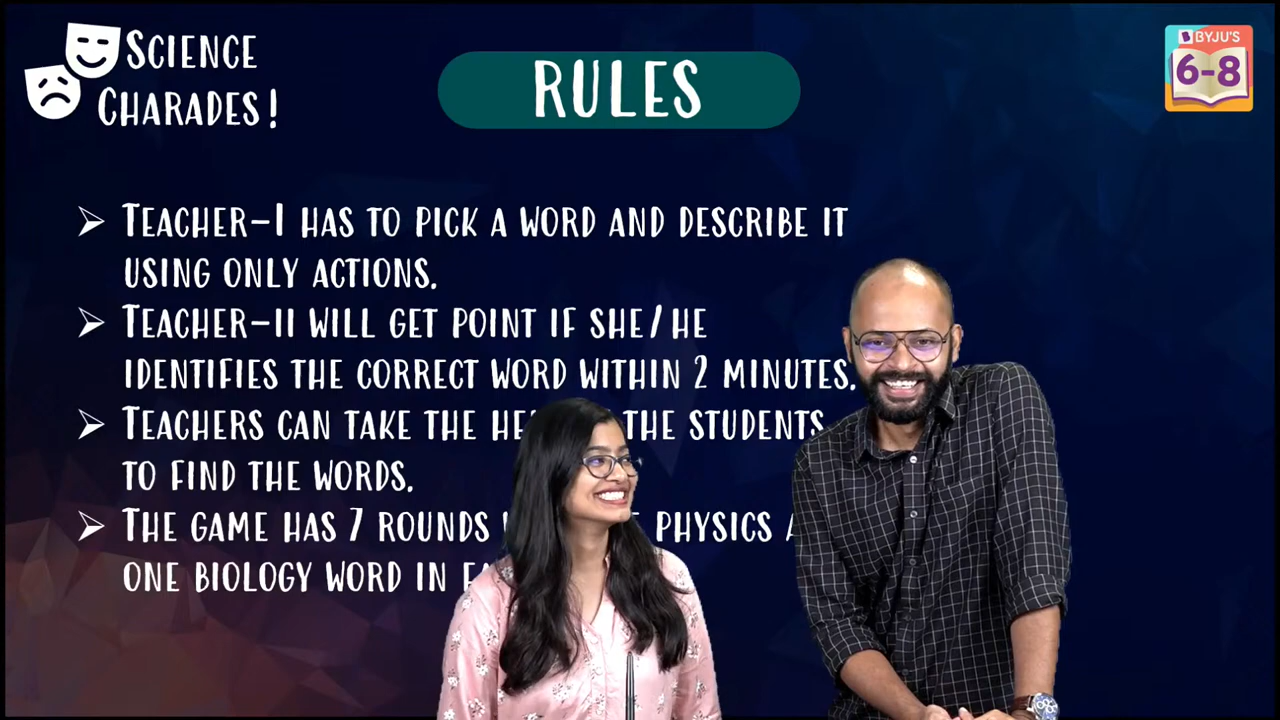 SCIENCE
CHARADES!
RULES
BYJU'S
6-8
TEACHER-I HAS TO PICK A WORD AND DESCRIBE IT
USING ONLY ACTIONS.
TEACHER-II WILL GET POINT IF SHE/HE
IDENTIFIES THE CORRECT WORD WITHIN 2 MINUTES.
TEACHERS CAN TAKE THE THE STUDENTS
TO FIND THE WORDS.
THE GAME HAS 7 ROUNDS PHYSICS
ONE BIOLOGY WORD IN